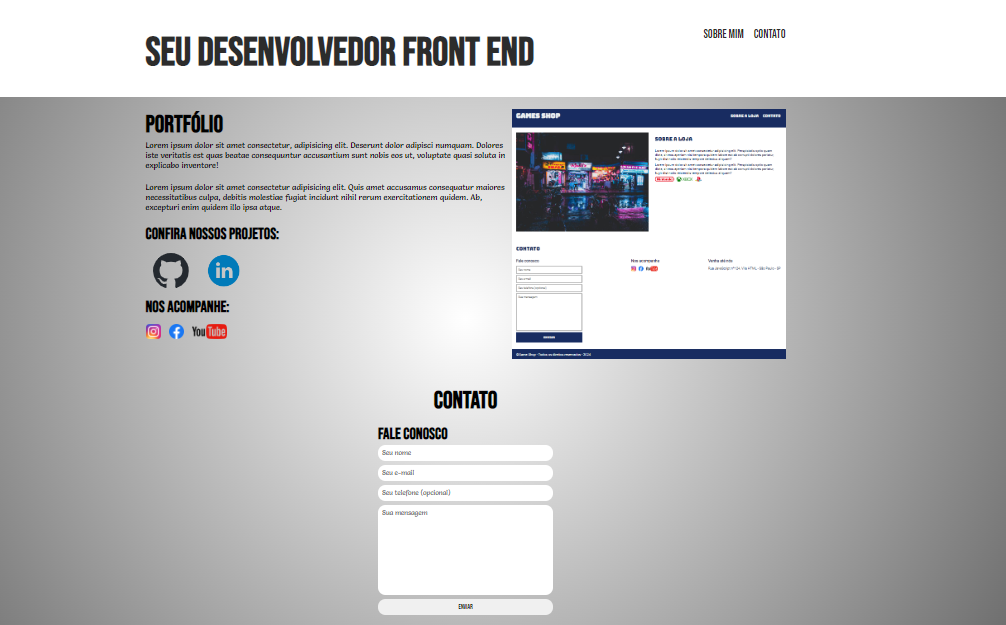 SEU DESENVOLVEDOR FRONT END
SOBRE MIM CONTATO
PORTFÓLIO
Lorem ipsum dolor sit amet consectetur, adipisicing elit. Deserunt dolor adipisci numquam. Dolores
iste veritatis est quas beatae consequuntur accusantium sunt nobis eos ut, voluptate quasi soluta in
explicabo inventore!
Lorem ipsum dolor sit amet consectetur adipisicing elit. Quis amet accusamus consequatur maiores
necessitatibus culpa, debitis molestiae fugiat incidunt nihil rerum exercitationem quidem. Ab,
excepturi enim quidem illo ipsa atque.
CONFIRA NOSSOS PROJETOS:
in
NOS ACOMPANHE:
YouTube
GAMES SHOP
SOBRE A LOJA CONTATO
SOBRE A LOJA
XBOX
CONTATO
Fale conosco
Seu nome
Seu e-mail
Seu telefone (opcional)
Sua mensagem
ENVIAR
Nos acompanhe
Venha até nós
CONTATO
FALE CONOSCO
Seu nome
Seu e-mail
Seu telefone (opcional)
Sua mensagem
ENVIAR